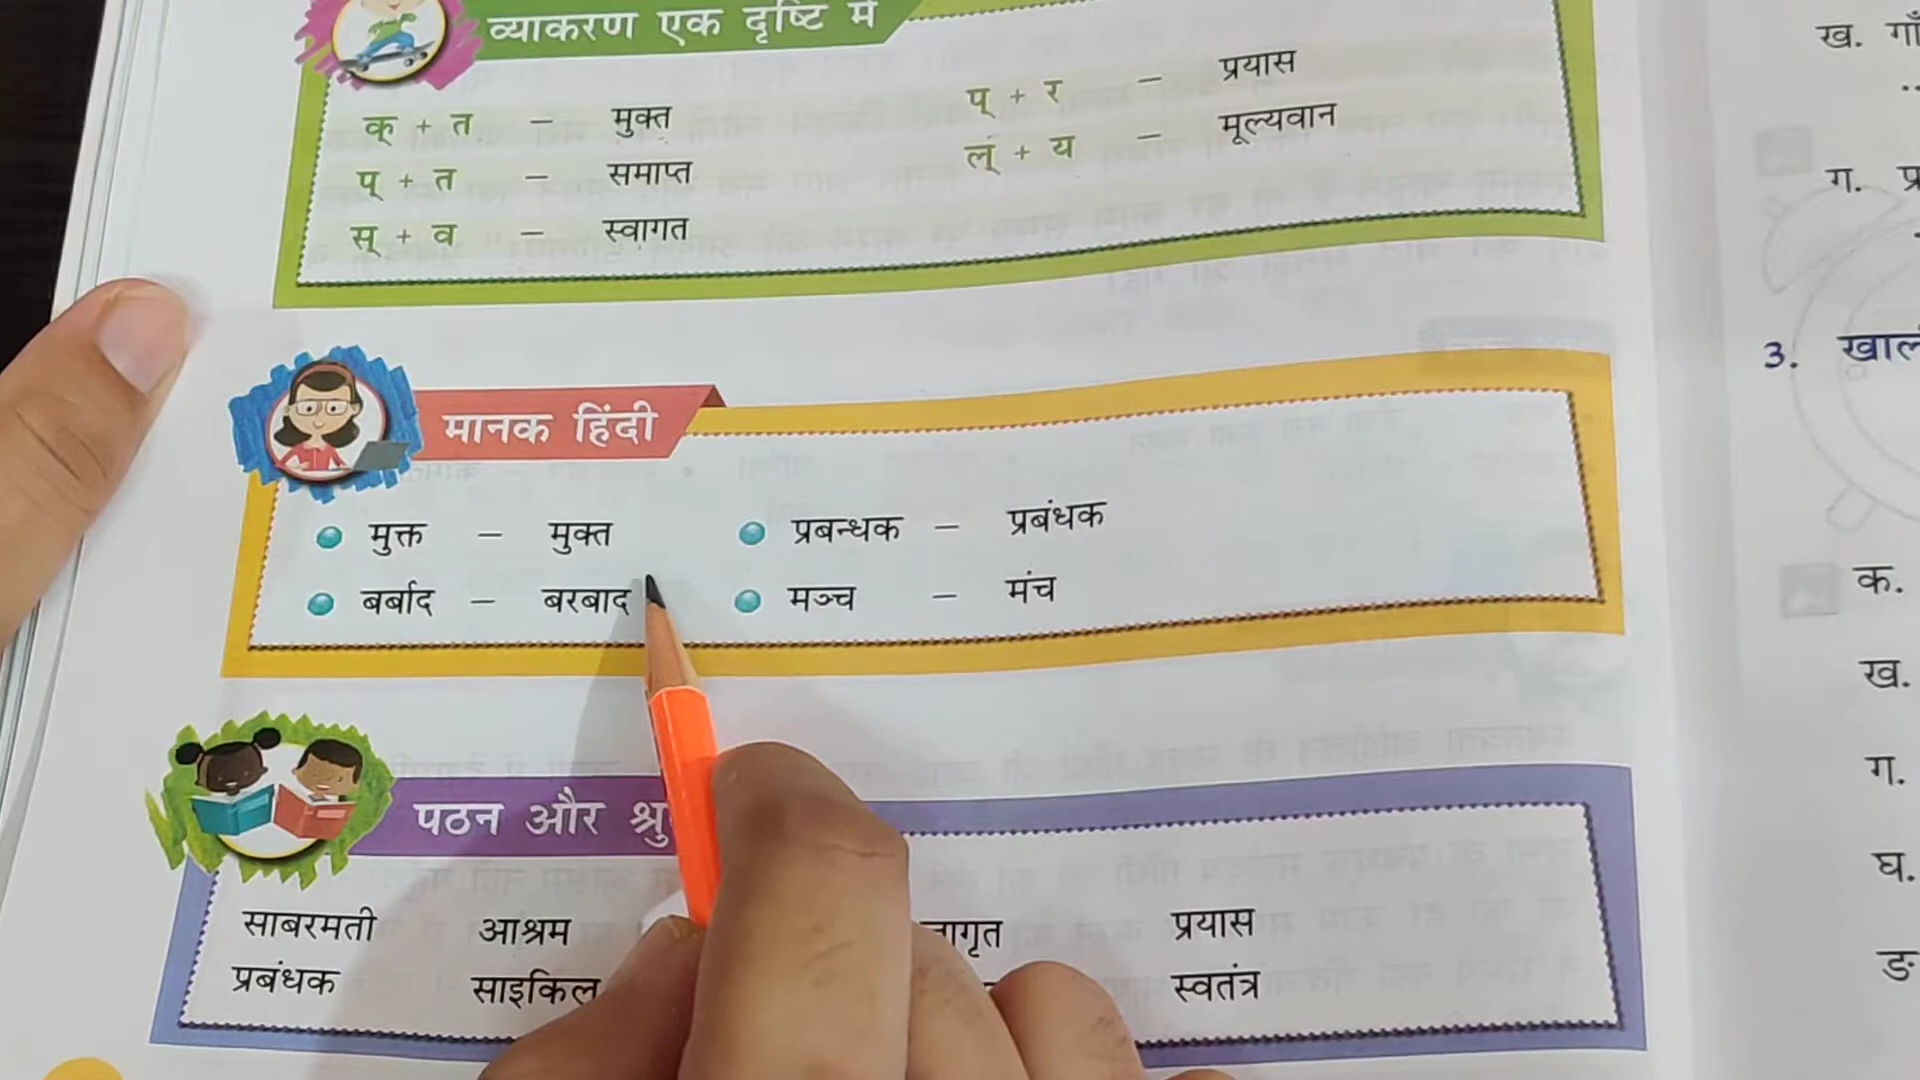 व्याकरण एक दृष्टि में
क् + त – मुक्त
प् + त – समाप्त
स् + व – स्वागत
प् + र – प्रयास
ल् + य – मूल्यवान
मानक हिंदी
मुक्त – मुक्त
प्रबन्धक – प्रबंधक
बर्बाद – बरबाद
मञ्च – मंच
पठन और
साबरमती आश्रम प्रयास
प्रबंधक साइकिल स्वतंत्र
ख.
ग.
3.
क.
ख.
ग.
घ.
ङ